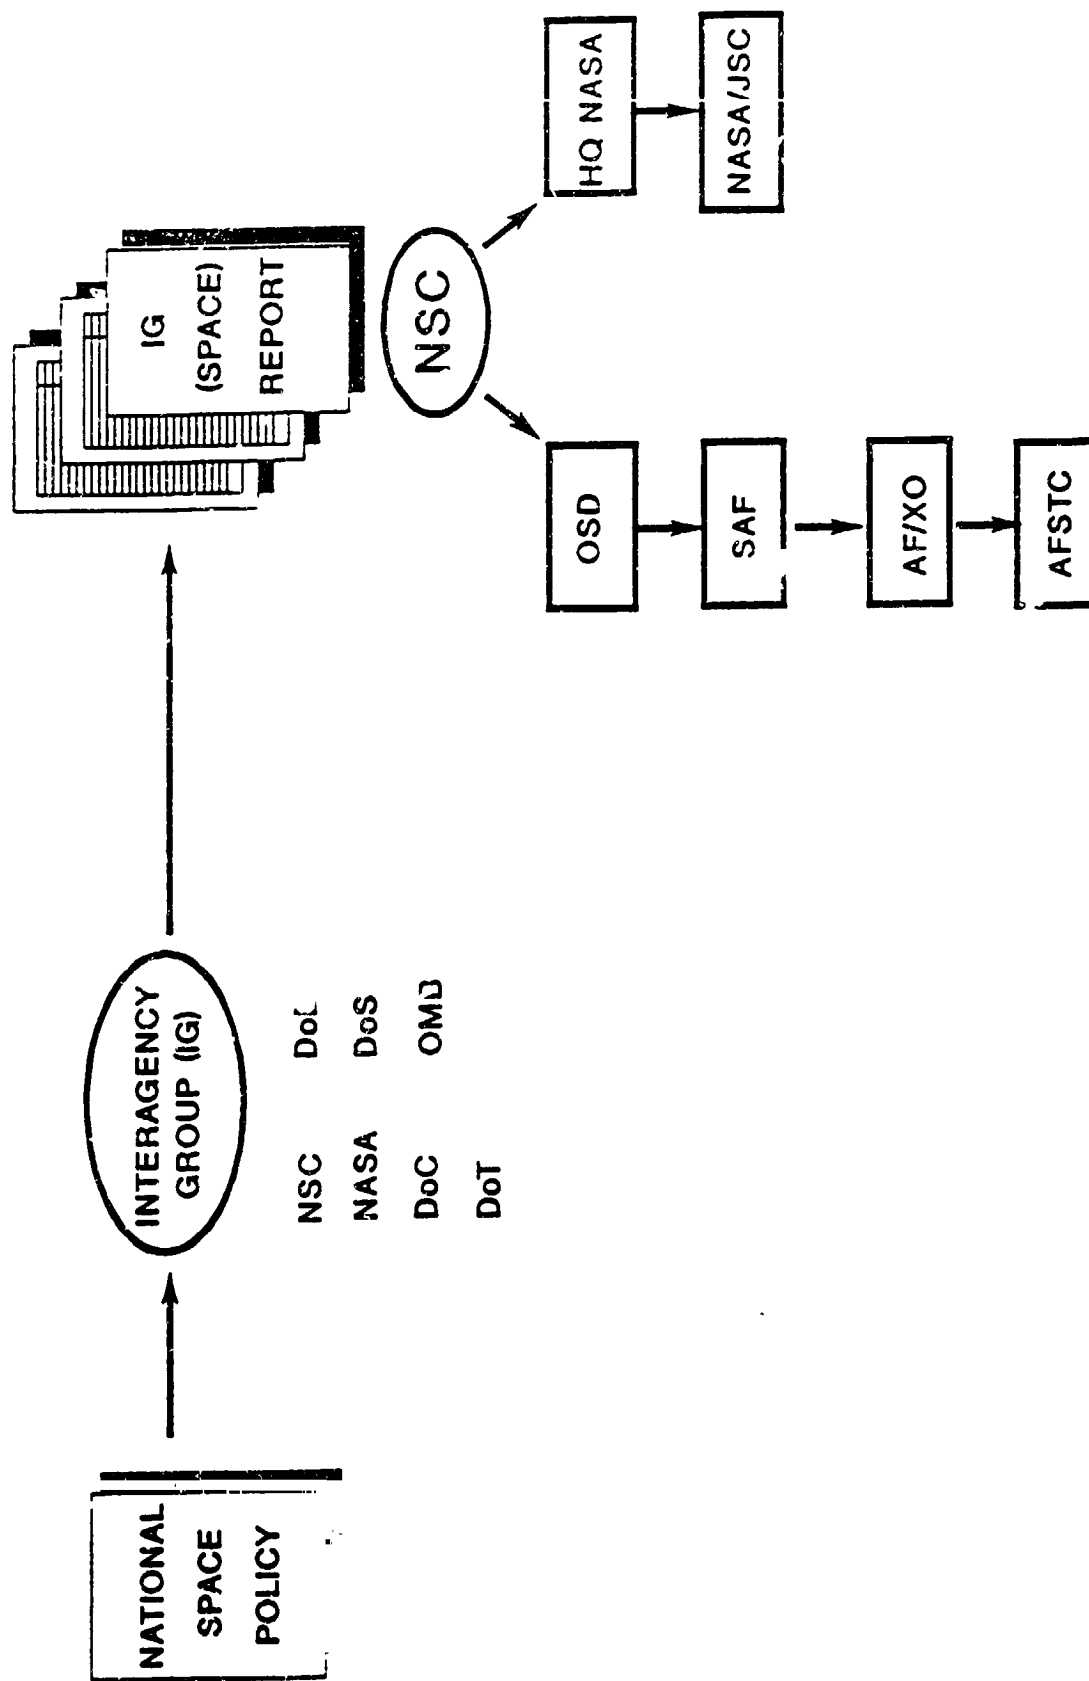 NATIONAL
SPACE
POLICY
INTERAGENCY
GROUP (IG)
NSC
NASA
DoC
DoT
DoS
OMB
IG
(SPACE)
REPORT
NSC
OSD
SAF
AF/XO
AFSTC
HQ NASA
NASA/JSC